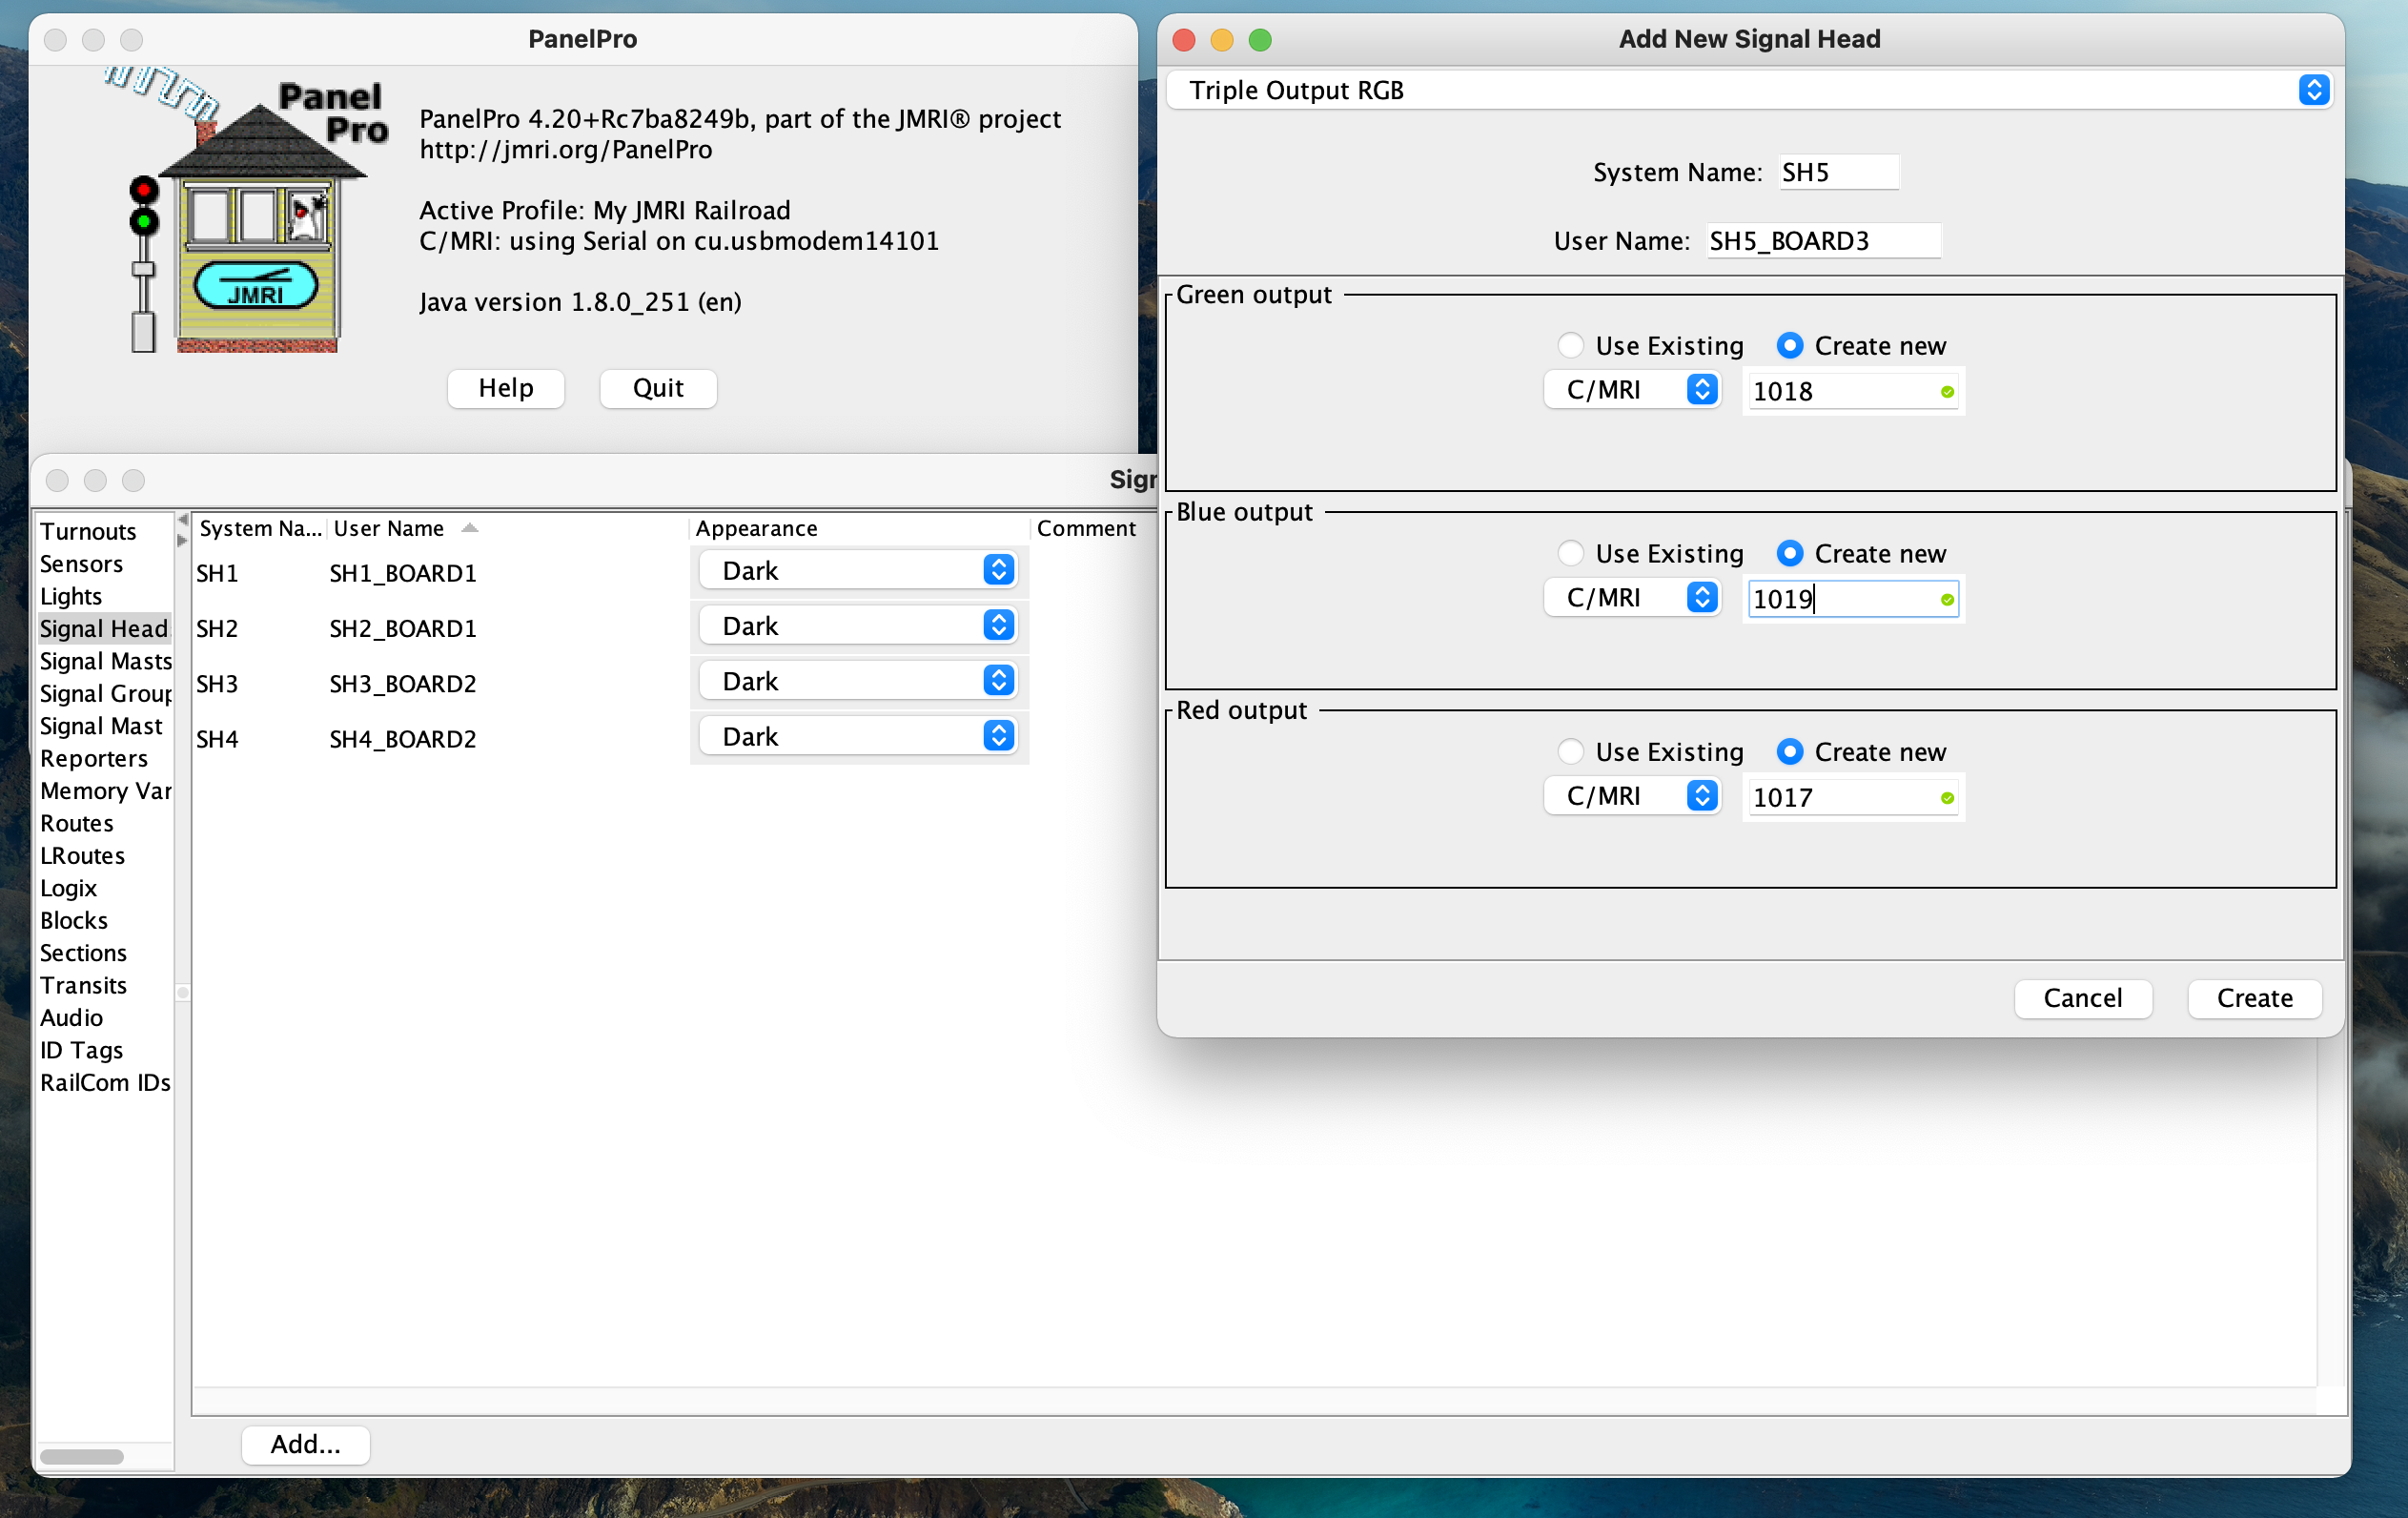 PanelPro
Panel
Pro
JMRI
PanelPro 4.20+Rc7ba8249b, part of the JMRI® project
http://jmri.org/PanelPro
Active Profile: My JMRI Railroad
C/MRI: using Serial on cu.usbmodem14101
Java version 1.8.0_251 (en)
Help Quit
Add New Signal Head
Triple Output RGB
System Name: SH5
User Name: SH5_BOARD3
Green output
Use Existing Create new
C/MRI 1018
Blue output
Use Existing Create new
C/MRI 1019
Red output
Use Existing Create new
C/MRI 1017
Cancel Create
Sigr
Turnouts
Sensors
Lights
Signal Head
Signal Masts
Signal Group
Signal Mast
Reporters
Memory Var
Routes
LRoutes
Logix
Blocks
Sections
Transits
Audio
ID Tags
RailCom IDs
System Na... User Name Appearance Comment
SH1 SH1_BOARD1 Dark
SH2 SH2_BOARD1 Dark
SH3 SH3_BOARD2 Dark
SH4 SH4_BOARD2 Dark
Add...